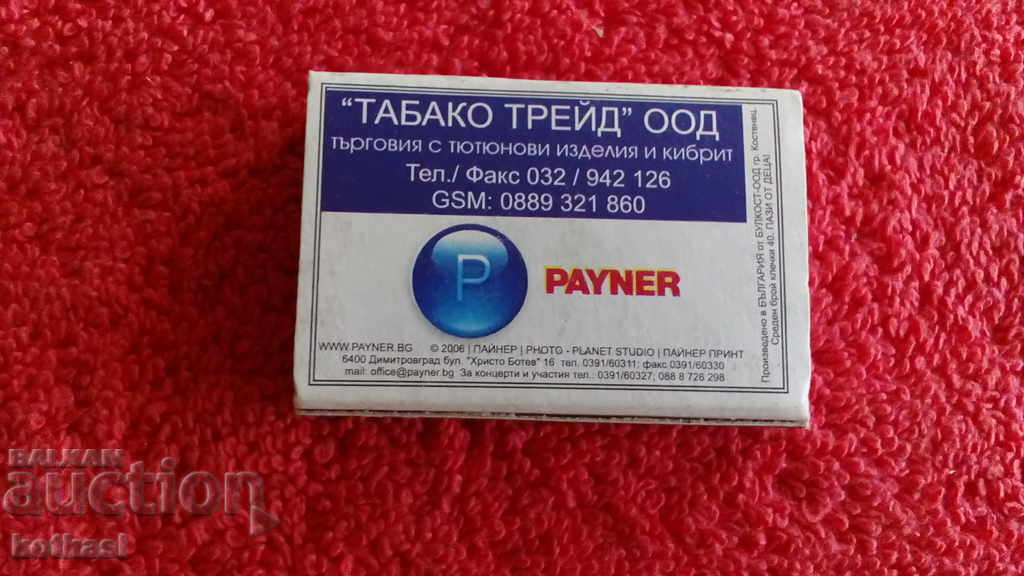 "ТАБАКО ТРЕЙД" ООД
търговия с тютюнови изделия и кибрит
Тел./ Факс 032 / 942 126
GSM: 0889 321 860
P
PAYNER
WWW.PAYNER.BG © 2006 | ПАЙНЕР | PHOTO - PLANET STUDIO | ПАЙНЕР ПРИНТ
6400 Димитровград бул. "Христо Ботев" 16 тел. 0391/60311; факс 0391/60330
mail: office@payner.bg За концерти и участия тел.: 0391/60327; 088 8 726 298
Произведено в БЪЛГАРИЯ от БУЛКОСТ-ООД гр. Костенец.
Среден брой клечки 40. ПАЗИ ОТ ДЕЦА!
BALKAN
auction
kothasl